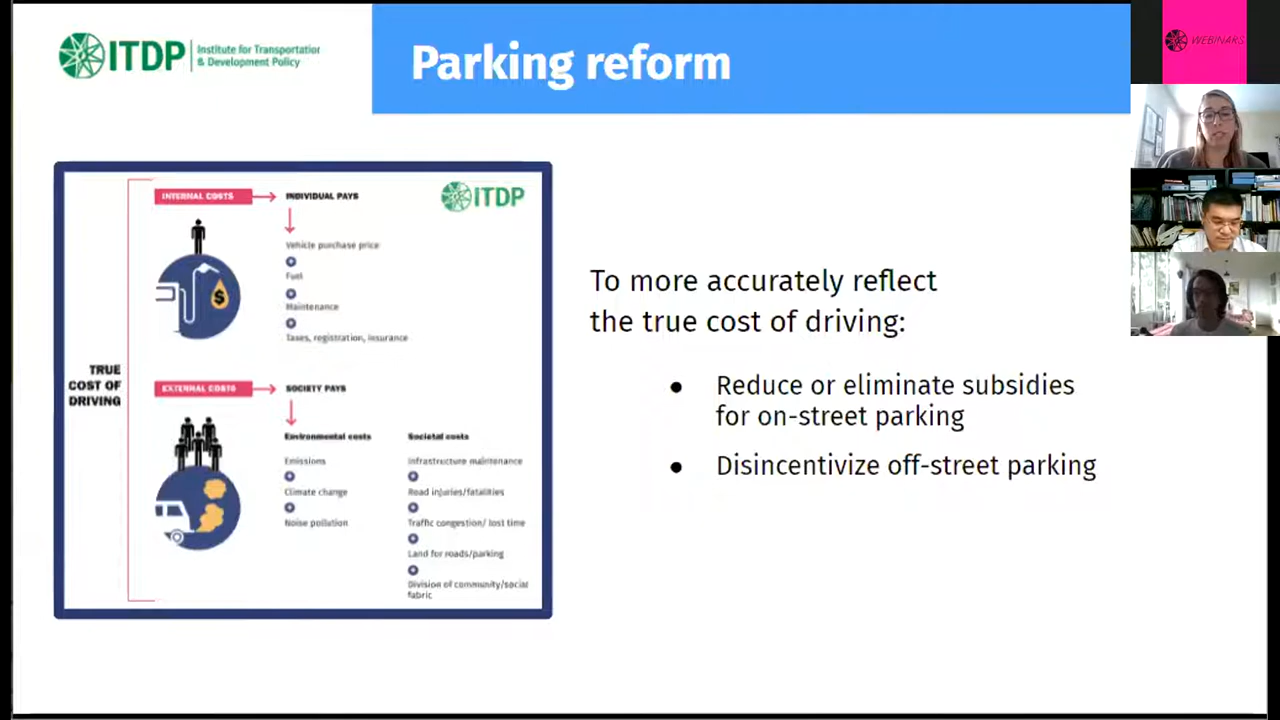 ITDP
Institute for Transportation
& Development Policy
Parking reform
WEBINARS
INTERNAL COSTS
INDIVIDUAL PAYS
ITDP
Vehicle purchase price
Fuel
Maintenance
Taxes, registration, insurance
$
TRUE
COST OF
DRIVING
EXTERNAL COSTS
SOCIETY PAYS
Environmental costs
Emissions
Climate change
Noise pollution
Societal costs
Infrastructure maintenance
Road injuries/fatalities
Traffic congestion/ lost time
Land for roads/parking
Division of community/social
fabric
To more accurately reflect
the true cost of driving:
● Reduce or eliminate subsidies
for on-street parking
● Disincentivize off-street parking